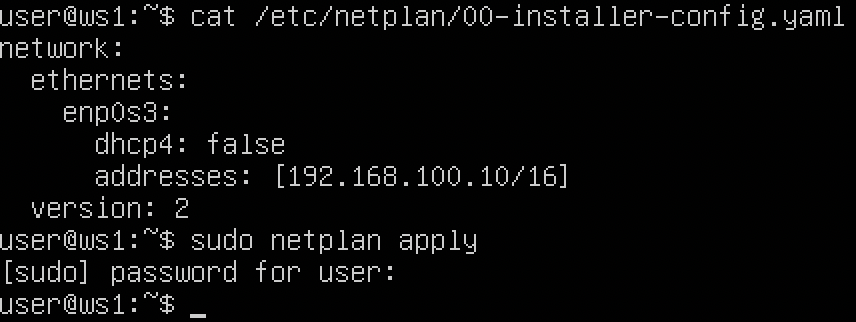 user@ws1:~$ cat /etc/netplan/00-installer-config.yaml
network:
  ethernets:
    enp0s3:
      dhcp4: false
      addresses: [192.168.100.10/16]
  version: 2
user@ws1:~$ sudo netplan apply
[sudo] password for user:
user@ws1:~$ _